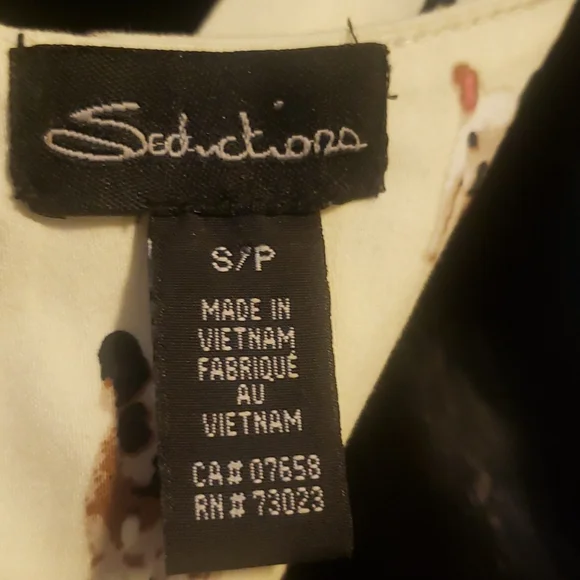 Seductions
S/P
MADE IN
VIETNAM
FABRIQUÉ
AU
VIETNAM
CA# 07658
RN# 73023